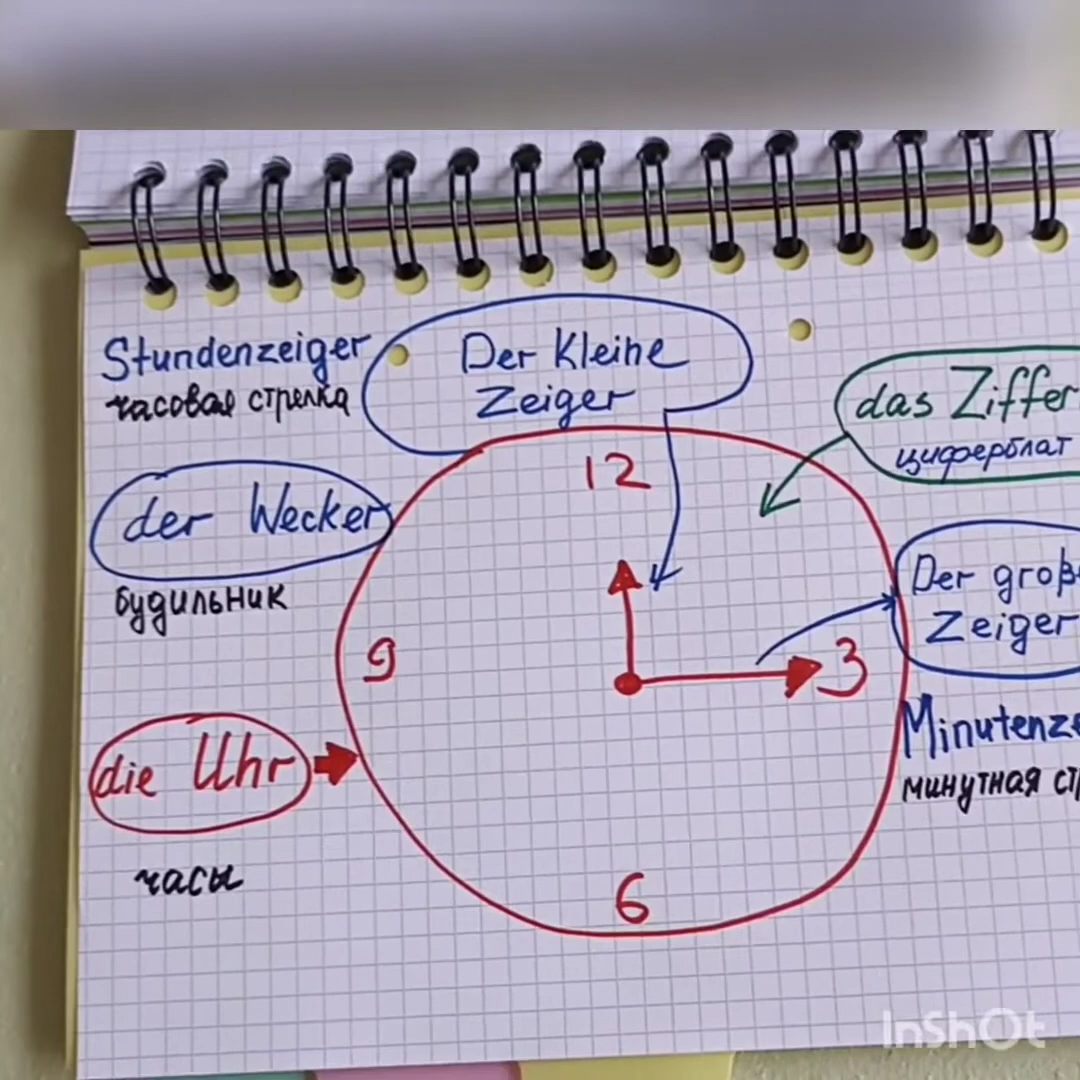 Stundenzeiger
часовая стрелка
Der Kleine
Zeiger
das Ziffer
циферблат
12
der Wecker
будильник
Der groß
Zeiger
9
3
Minutenze
минутная ст
die Uhr
часы
6
InShOt